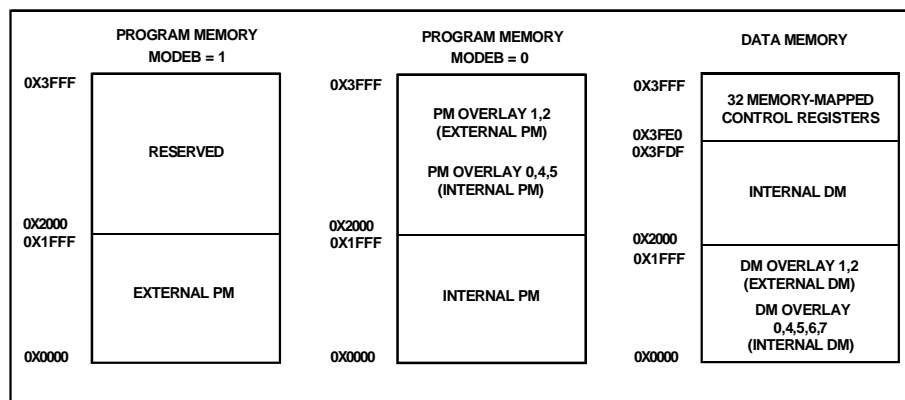 PROGRAM MEMORY
MODEB = 1
0X3FFF
RESERVED
0X2000
0X1FFF
EXTERNAL PM
0X0000
PROGRAM MEMORY
MODEB = 0
0X3FFF
PM OVERLAY 1,2
(EXTERNAL PM)
PM OVERLAY 0,4,5
(INTERNAL PM)
0X2000
0X1FFF
INTERNAL PM
0X0000
DATA MEMORY
0X3FFF
32 MEMORY-MAPPED
CONTROL REGISTERS
0X3FE0
0X3FDF
INTERNAL DM
0X2000
0X1FFF
DM OVERLAY 1,2
(EXTERNAL DM)
DM OVERLAY
0,4,5,6,7
(INTERNAL DM)
0X0000